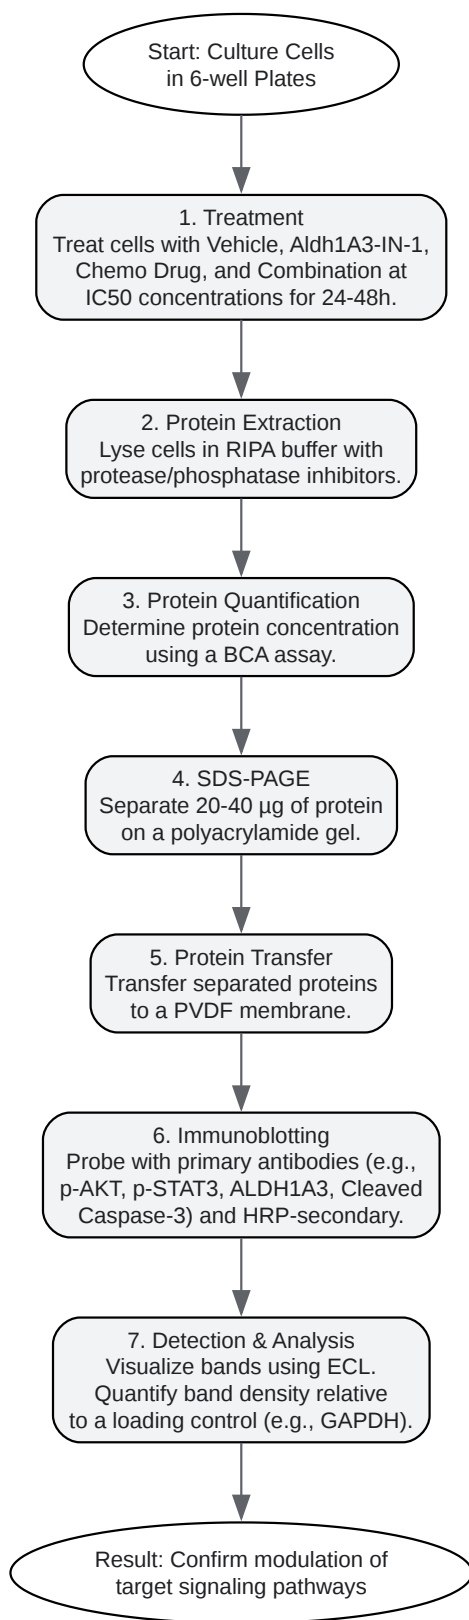 Start: Culture Cells
in 6-well Plates
1. Treatment
Treat cells with Vehicle, Aldh1A3-IN-1,
Chemo Drug, and Combination at
IC50 concentrations for 24-48h.
2. Protein Extraction
Lyse cells in RIPA buffer with
protease/phosphatase inhibitors.
3. Protein Quantification
Determine protein concentration
using a BCA assay.
4. SDS-PAGE
Separate 20-40 µg of protein
on a polyacrylamide gel.
5. Protein Transfer
Transfer separated proteins
to a PVDF membrane.
6. Immunoblotting
Probe with primary antibodies (e.g.,
p-AKT, p-STAT3, ALDH1A3, Cleaved
Caspase-3) and HRP-secondary.
7. Detection & Analysis
Visualize bands using ECL.
Quantify band density relative
to a loading control (e.g., GAPDH).
Result: Confirm modulation of
target signaling pathways